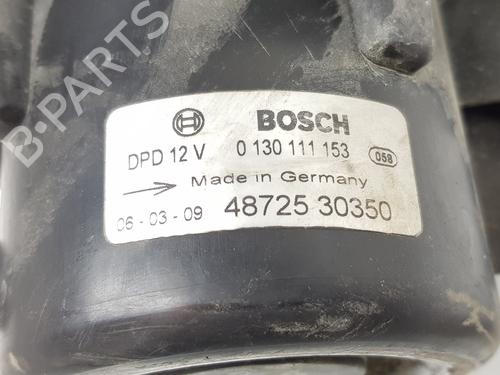 B-PARTS
BOSCH
DPD 12 V 0 130 111 153 058
Made in Germany
06-03-09 48725 30350